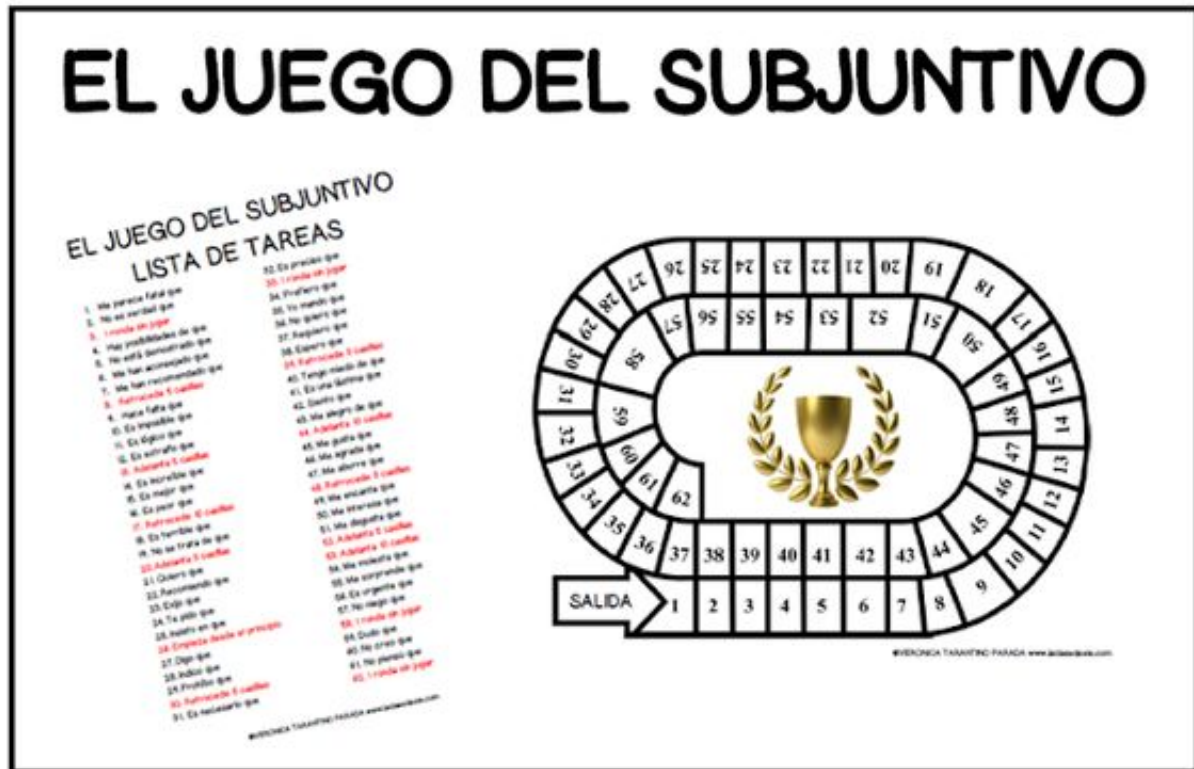 EL JUEGO DEL SUBJUNTIVO
EL JUEGO DEL SUBJUNTIVO
LISTA DE TAREAS
1. Me parece fatal que
2. No es verdad que
3. 1 ronda sin jugar
4. Hay posibilidades de que
5. No está demostrado que
6. Me han aconsejado que
7. Me han recomendado que
8. Retrocede 5 casillas
9. Hace falta que
10. Es imposible que
11. Es lógico que
12. Es extraño que
13. Adelanta 5 casillas
14. Es increíble que
15. Es mejor que
16. Es peor que
17. Retrocede 10 casillas
18. Es terrible que
19. No se trata de que
20. Adelanta 5 casillas
21. Quiero que
22. Recomiendo que
23. Exijo que
24. Te pido que
25. Insisto en que
26. Empieza desde el principio
27. Digo que
28. Indico que
29. Prohíbo que
30. Retrocede 5 casillas
31. Es necesario que
32. Es preciso que
33. 1 ronda sin jugar
34. Prefiero que
35. Yo mando que
36. No quiero que
37. Requiero que
38. Espero que
39. Retrocede 5 casillas
40. Tengo miedo de que
41. Es una lástima que
42. Siento que
43. Me alegro de que
44. Adelanta 10 casillas
45. Me gusta que
46. Me agrada que
47. Me aburre que
48. Retrocede 5 casillas
49. Me encanta que
50. Me interesa que
51. Me disgusta que
52. Adelanta 5 casillas
53. Adelanta 10 casillas
54. Me molesta que
55. Me sorprende que
56. Es urgente que
57. No niego que
58. 1 ronda sin jugar
59. Dudo que
60. No creo que
61. No pienso que
62. 1 ronda sin jugar
©VERONICA TARANTINO PARADA
26 25 24 23 22 21 20 19 18 17 16 15 14 13 12 11 10 9 8
27 28 29 30 31 32 33 34 35 36
57 56 55 54 53 52 51 50 49 48 47 46 45 44
58 59 60 61 62
37 38 39 40 41 42 43
SALIDA 1 2 3 4 5 6 7
©VERONICA TARANTINO PARADA